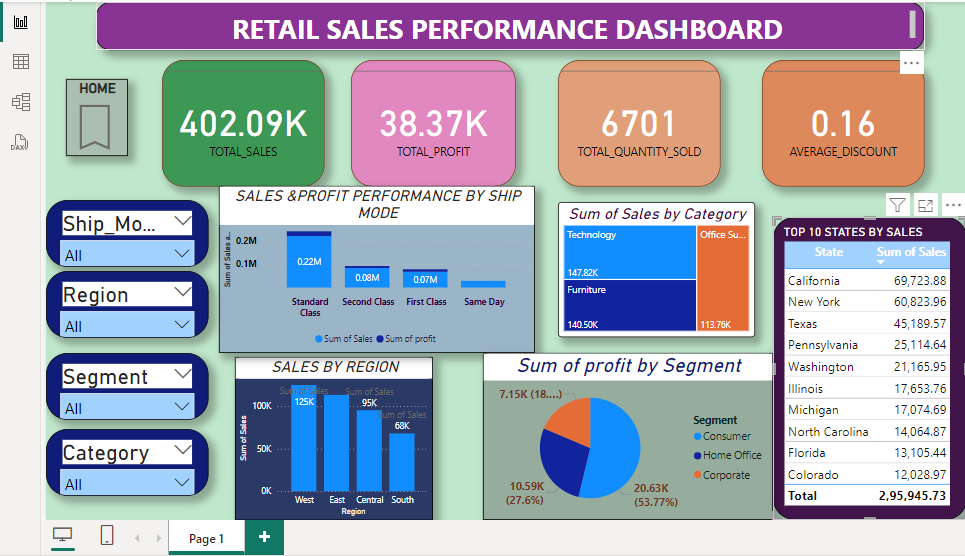 RETAIL SALES PERFORMANCE DASHBOARD
HOME
402.09K
TOTAL_SALES
38.37K
TOTAL_PROFIT
6701
TOTAL_QUANTITY_SOLD
0.16
AVERAGE_DISCOUNT
Ship_Mo...
All
Region
All
Segment
All
Category
All
SALES &PROFIT PERFORMANCE BY SHIP
MODE
Sum of Sales a...
0.2M
0.1M
0.22M
0.08M
0.07M
Standard
Class
Second Class
First Class
Same Day
Sum of Sales
Sum of profit
Sum of Sales by Category
Technology
147.82K
Furniture
140.50K
Office Su...
113.76K
TOP 10 STATES BY SALES
State Sum of Sales
California 69,723.88
New York 60,823.96
Texas 45,189.57
Pennsylvania 25,114.64
Washington 21,165.95
Illinois 17,653.76
Michigan 17,074.69
North Carolina 14,064.87
Florida 13,105.44
Colorado 12,028.97
Total 2,95,945.73
SALES BY REGION
Sum of Sales
100K
50K
0K
Sum of Sales
125K
Sum of Sales
95K
Sum of Sales
68K
West East Central South
Region
Sum of profit by Segment
7.15K (18....)
10.59K
(27.6%)
20.63K
(53.77%)
Segment
Consumer
Home Office
Corporate
DAX
Page 1
+